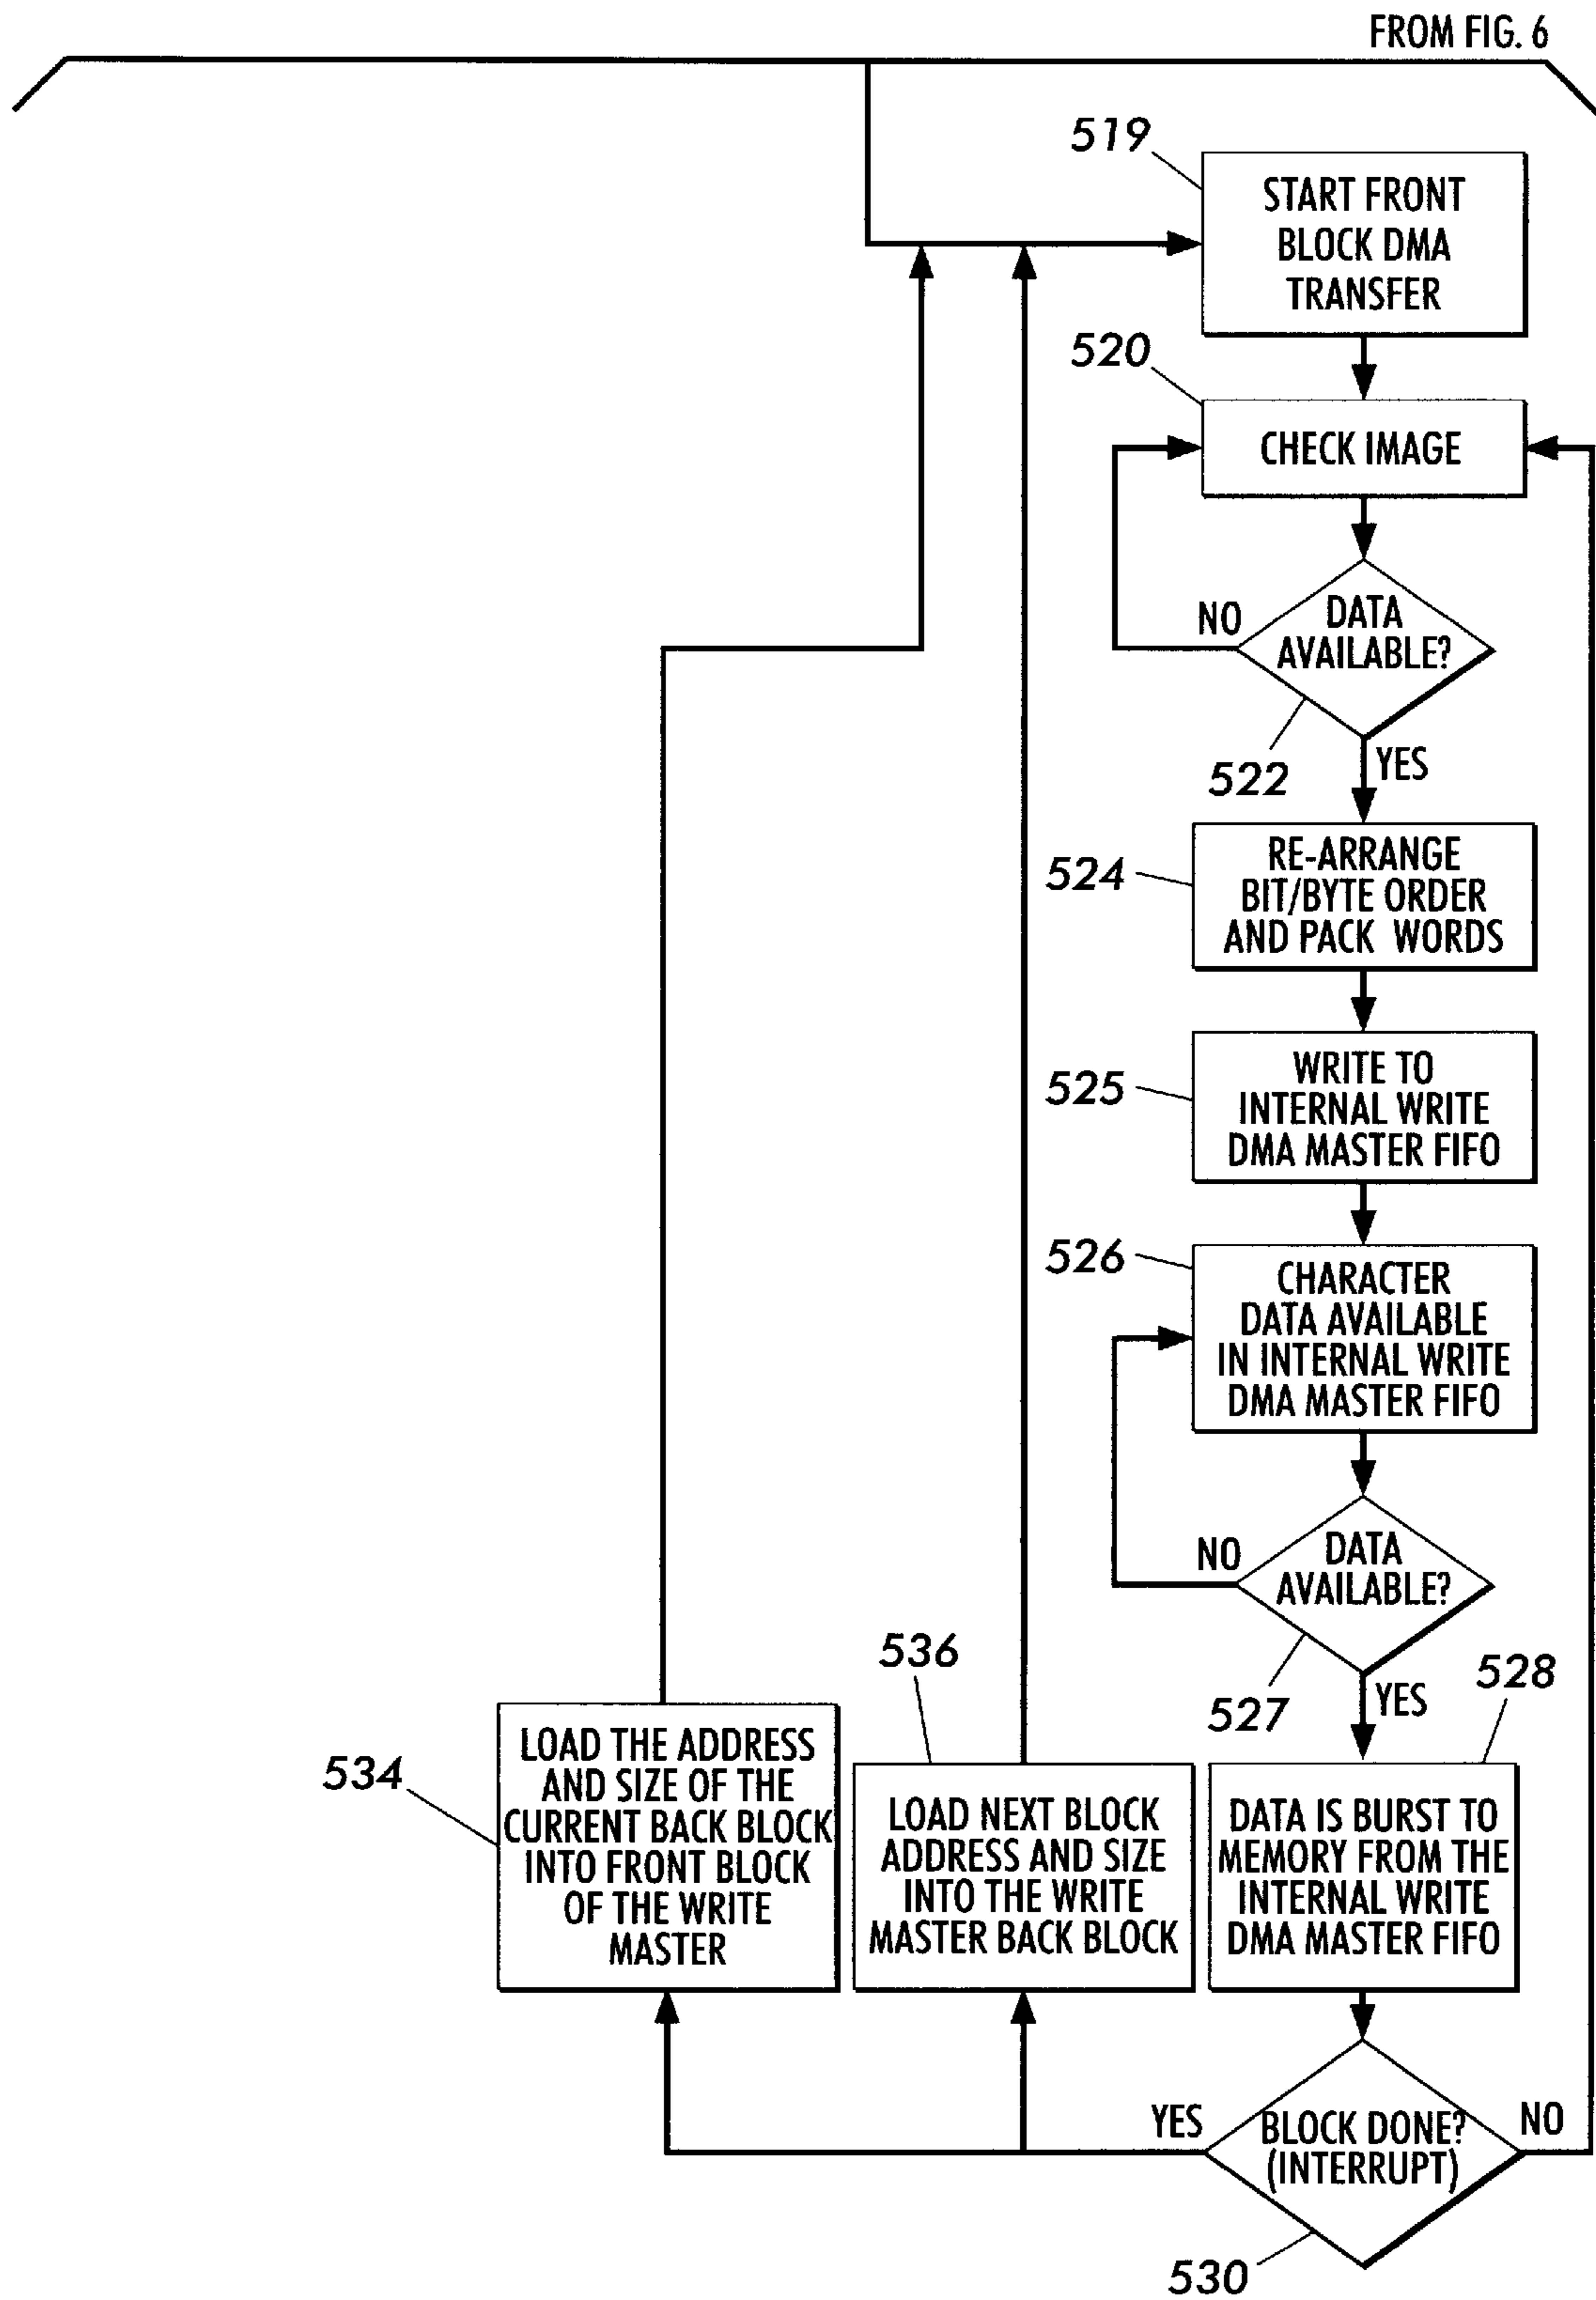 FROM FIG. 6
519
START FRONT
BLOCK DMA
TRANSFER
520
CHECK IMAGE
NO
DATA
AVAILABLE?
522
YES
524
RE-ARRANGE
BIT/BYTE ORDER
AND PACK WORDS
525
WRITE TO
INTERNAL WRITE
DMA MASTER FIFO
526
CHARACTER
DATA AVAILABLE
IN INTERNAL WRITE
DMA MASTER FIFO
NO
DATA
AVAILABLE?
527
YES
528
534
LOAD THE ADDRESS
AND SIZE OF THE
CURRENT BACK BLOCK
INTO FRONT BLOCK
OF THE WRITE
MASTER
536
LOAD NEXT BLOCK
ADDRESS AND SIZE
INTO THE WRITE
MASTER BACK BLOCK
DATA IS BURST TO
MEMORY FROM THE
INTERNAL WRITE
DMA MASTER FIFO
YES
BLOCK DONE?
(INTERRUPT)
NO
530